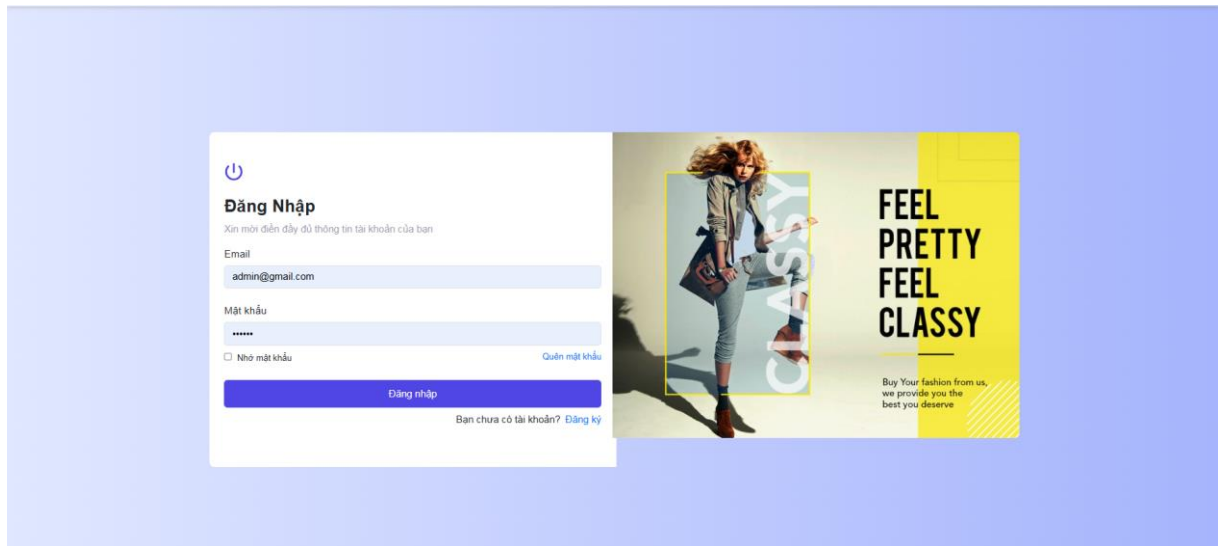 Đăng Nhập
Xin mời điền đầy đủ thông tin tài khoản của bạn
Email
admin@gmail.com
Mật khẩu
••••••
Nhớ mật khẩu
Quên mật khẩu
Đăng nhập
Bạn chưa có tài khoản? Đăng ký
CLASSY
FEEL
PRETTY
FEEL
CLASSY
Buy Your fashion from us,
we provide you the
best you deserve